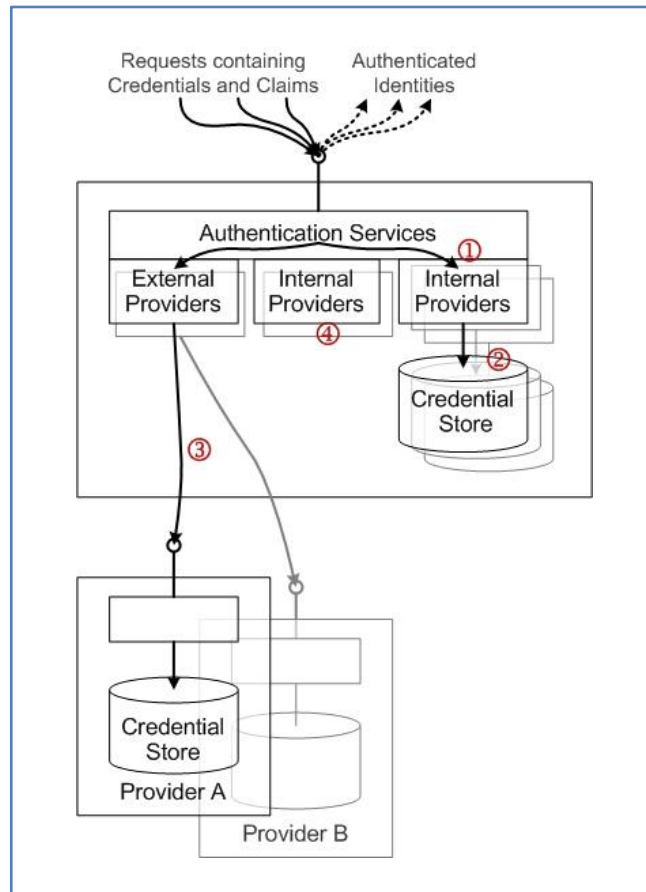 Requests containing
Credentials and Claims
Authenticated
Identities
Authentication Services
①
External
Providers
Internal
Providers
④
Internal
Providers
②
Credential
Store
③
Credential
Store
Provider A
Provider B